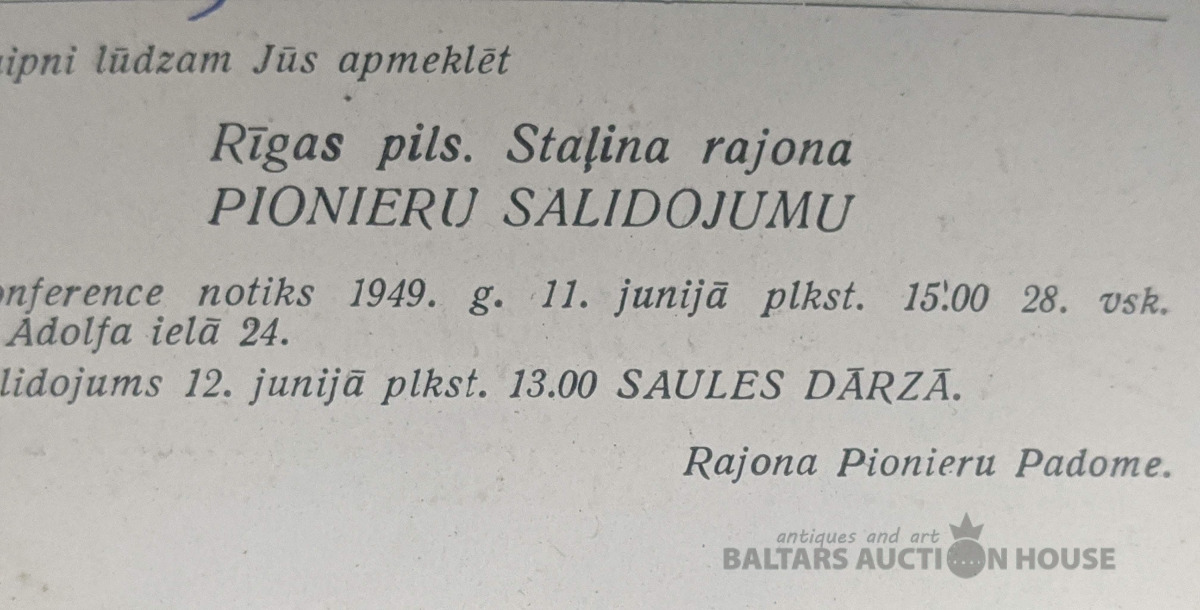 aipni lūdzam Jūs apmeklēt
Rīgas pils. Staļina rajona
PIONIERU SALIDOJUMU
onference notiks 1949. g. 11. junijā plkst. 15.00 28. vsk.
Ādolfa ielā 24.
lidojums 12. junijā plkst. 13.00 SAULES DĀRZĀ.
Rajona Pionieru Padome.
antiques and art
BALTARS AUCTION HOUSE